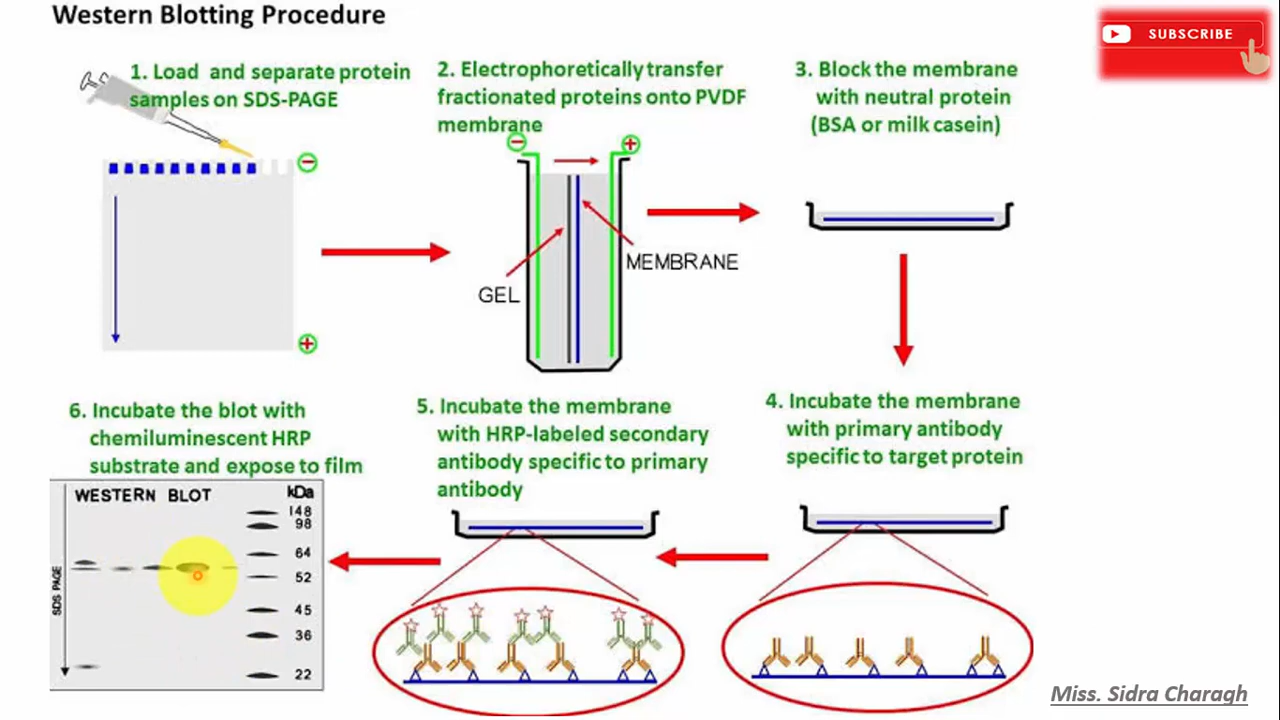 Western Blotting Procedure
SUBSCRIBE
1. Load and separate protein
samples on SDS-PAGE
2. Electrophoretically transfer
fractionated proteins onto PVDF
membrane
3. Block the membrane
with neutral protein
(BSA or milk casein)
−
+
−
+
GEL
MEMBRANE
4. Incubate the membrane
with primary antibody
specific to target protein
5. Incubate the membrane
with HRP-labeled secondary
antibody specific to primary
antibody
6. Incubate the blot with
chemiluminescent HRP
substrate and expose to film
WESTERN BLOT
kDa
148
98
64
52
45
36
22
SDS PAGE
Miss. Sidra Charagh